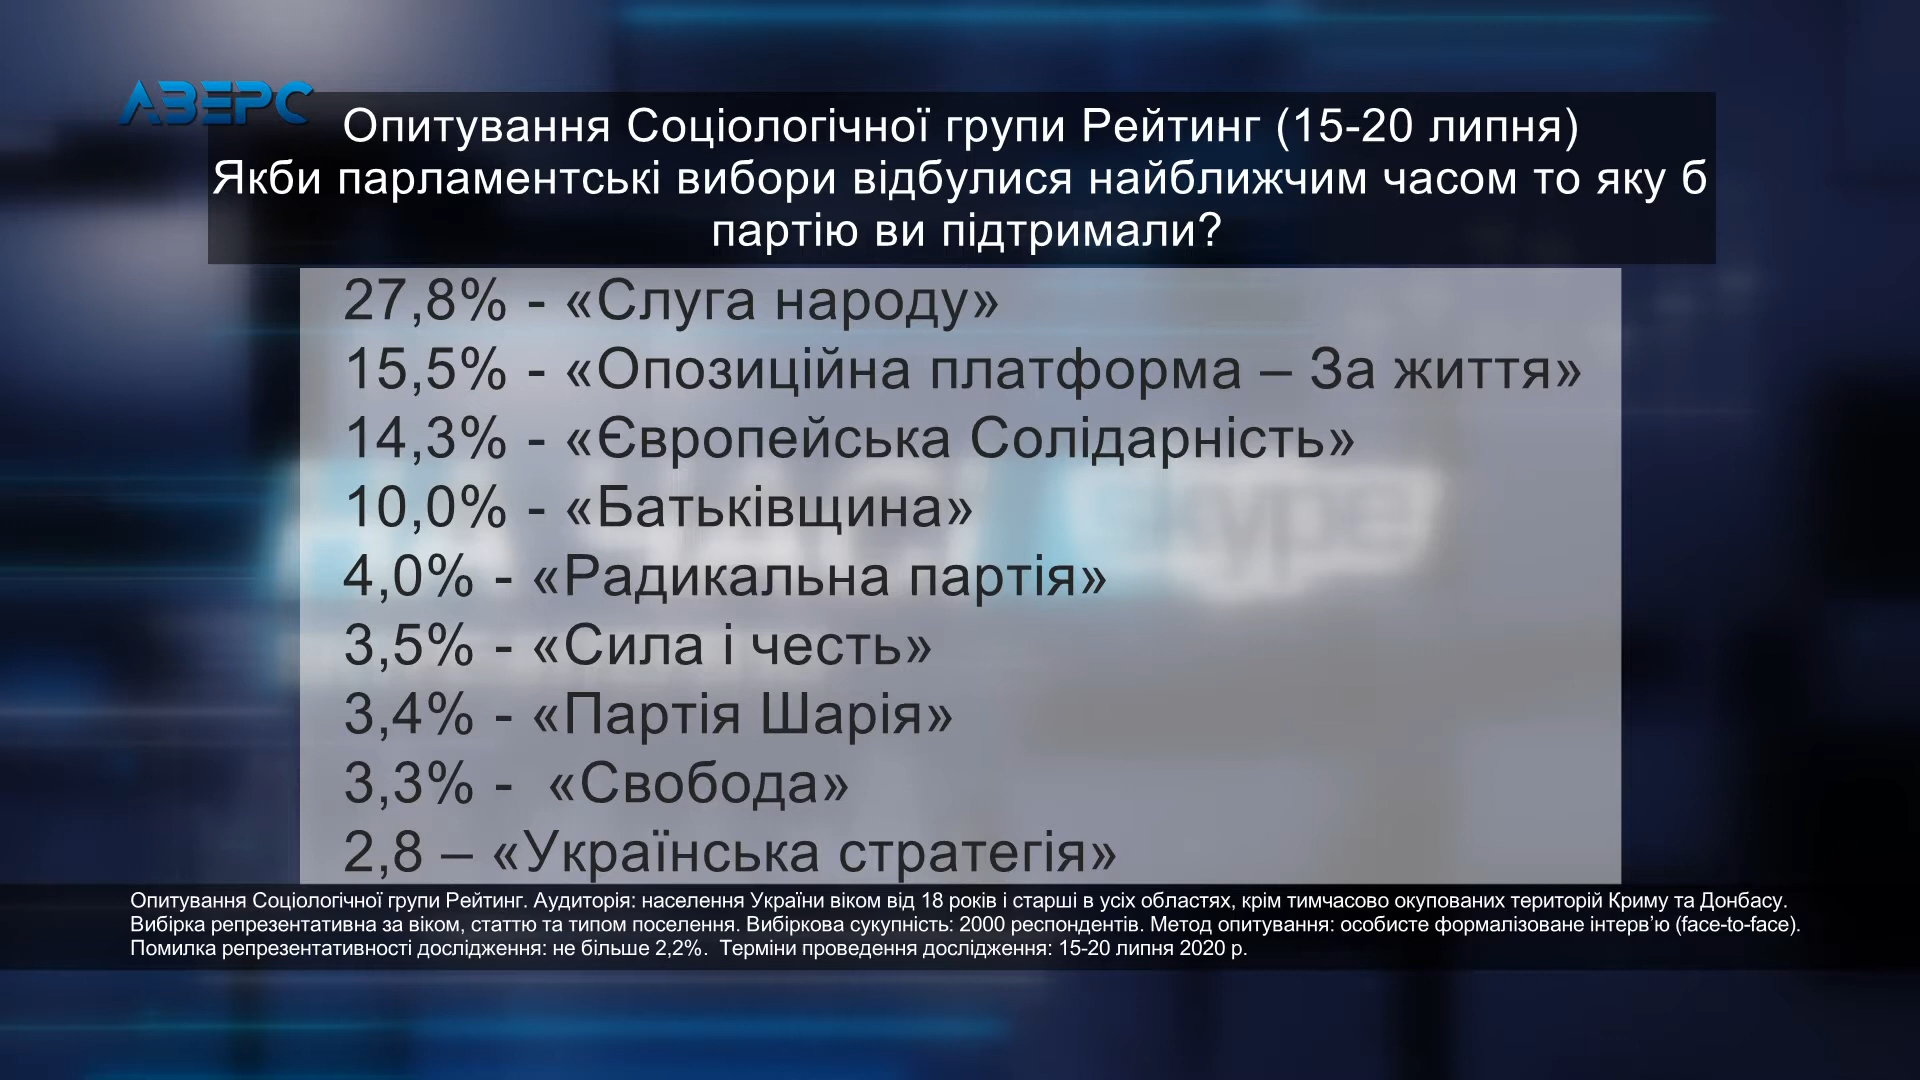 АВЕРС
Опитування Соціологічної групи Рейтинг (15-20 липня)
Якби парламентські вибори відбулися найближчим часом то яку б
партію ви підтримали?
27,8% - «Слуга народу»
15,5% - «Опозиційна платформа – За життя»
14,3% - «Європейська Солідарність»
10,0% - «Батьківщина»
4,0% - «Радикальна партія»
3,5% - «Сила і честь»
3,4% - «Партія Шарія»
3,3% -  «Свобода»
2,8 – «Українська стратегія»
Опитування Соціологічної групи Рейтинг. Аудиторія: населення України віком від 18 років і старші в усіх областях, крім тимчасово окупованих територій Криму та Донбасу.
Вибірка репрезентативна за віком, статтю та типом поселення. Вибіркова сукупність: 2000 респондентів. Метод опитування: особисте формалізоване інтерв’ю (face-to-face).
Помилка репрезентативності дослідження: не більше 2,2%.  Терміни проведення дослідження: 15-20 липня 2020 р.